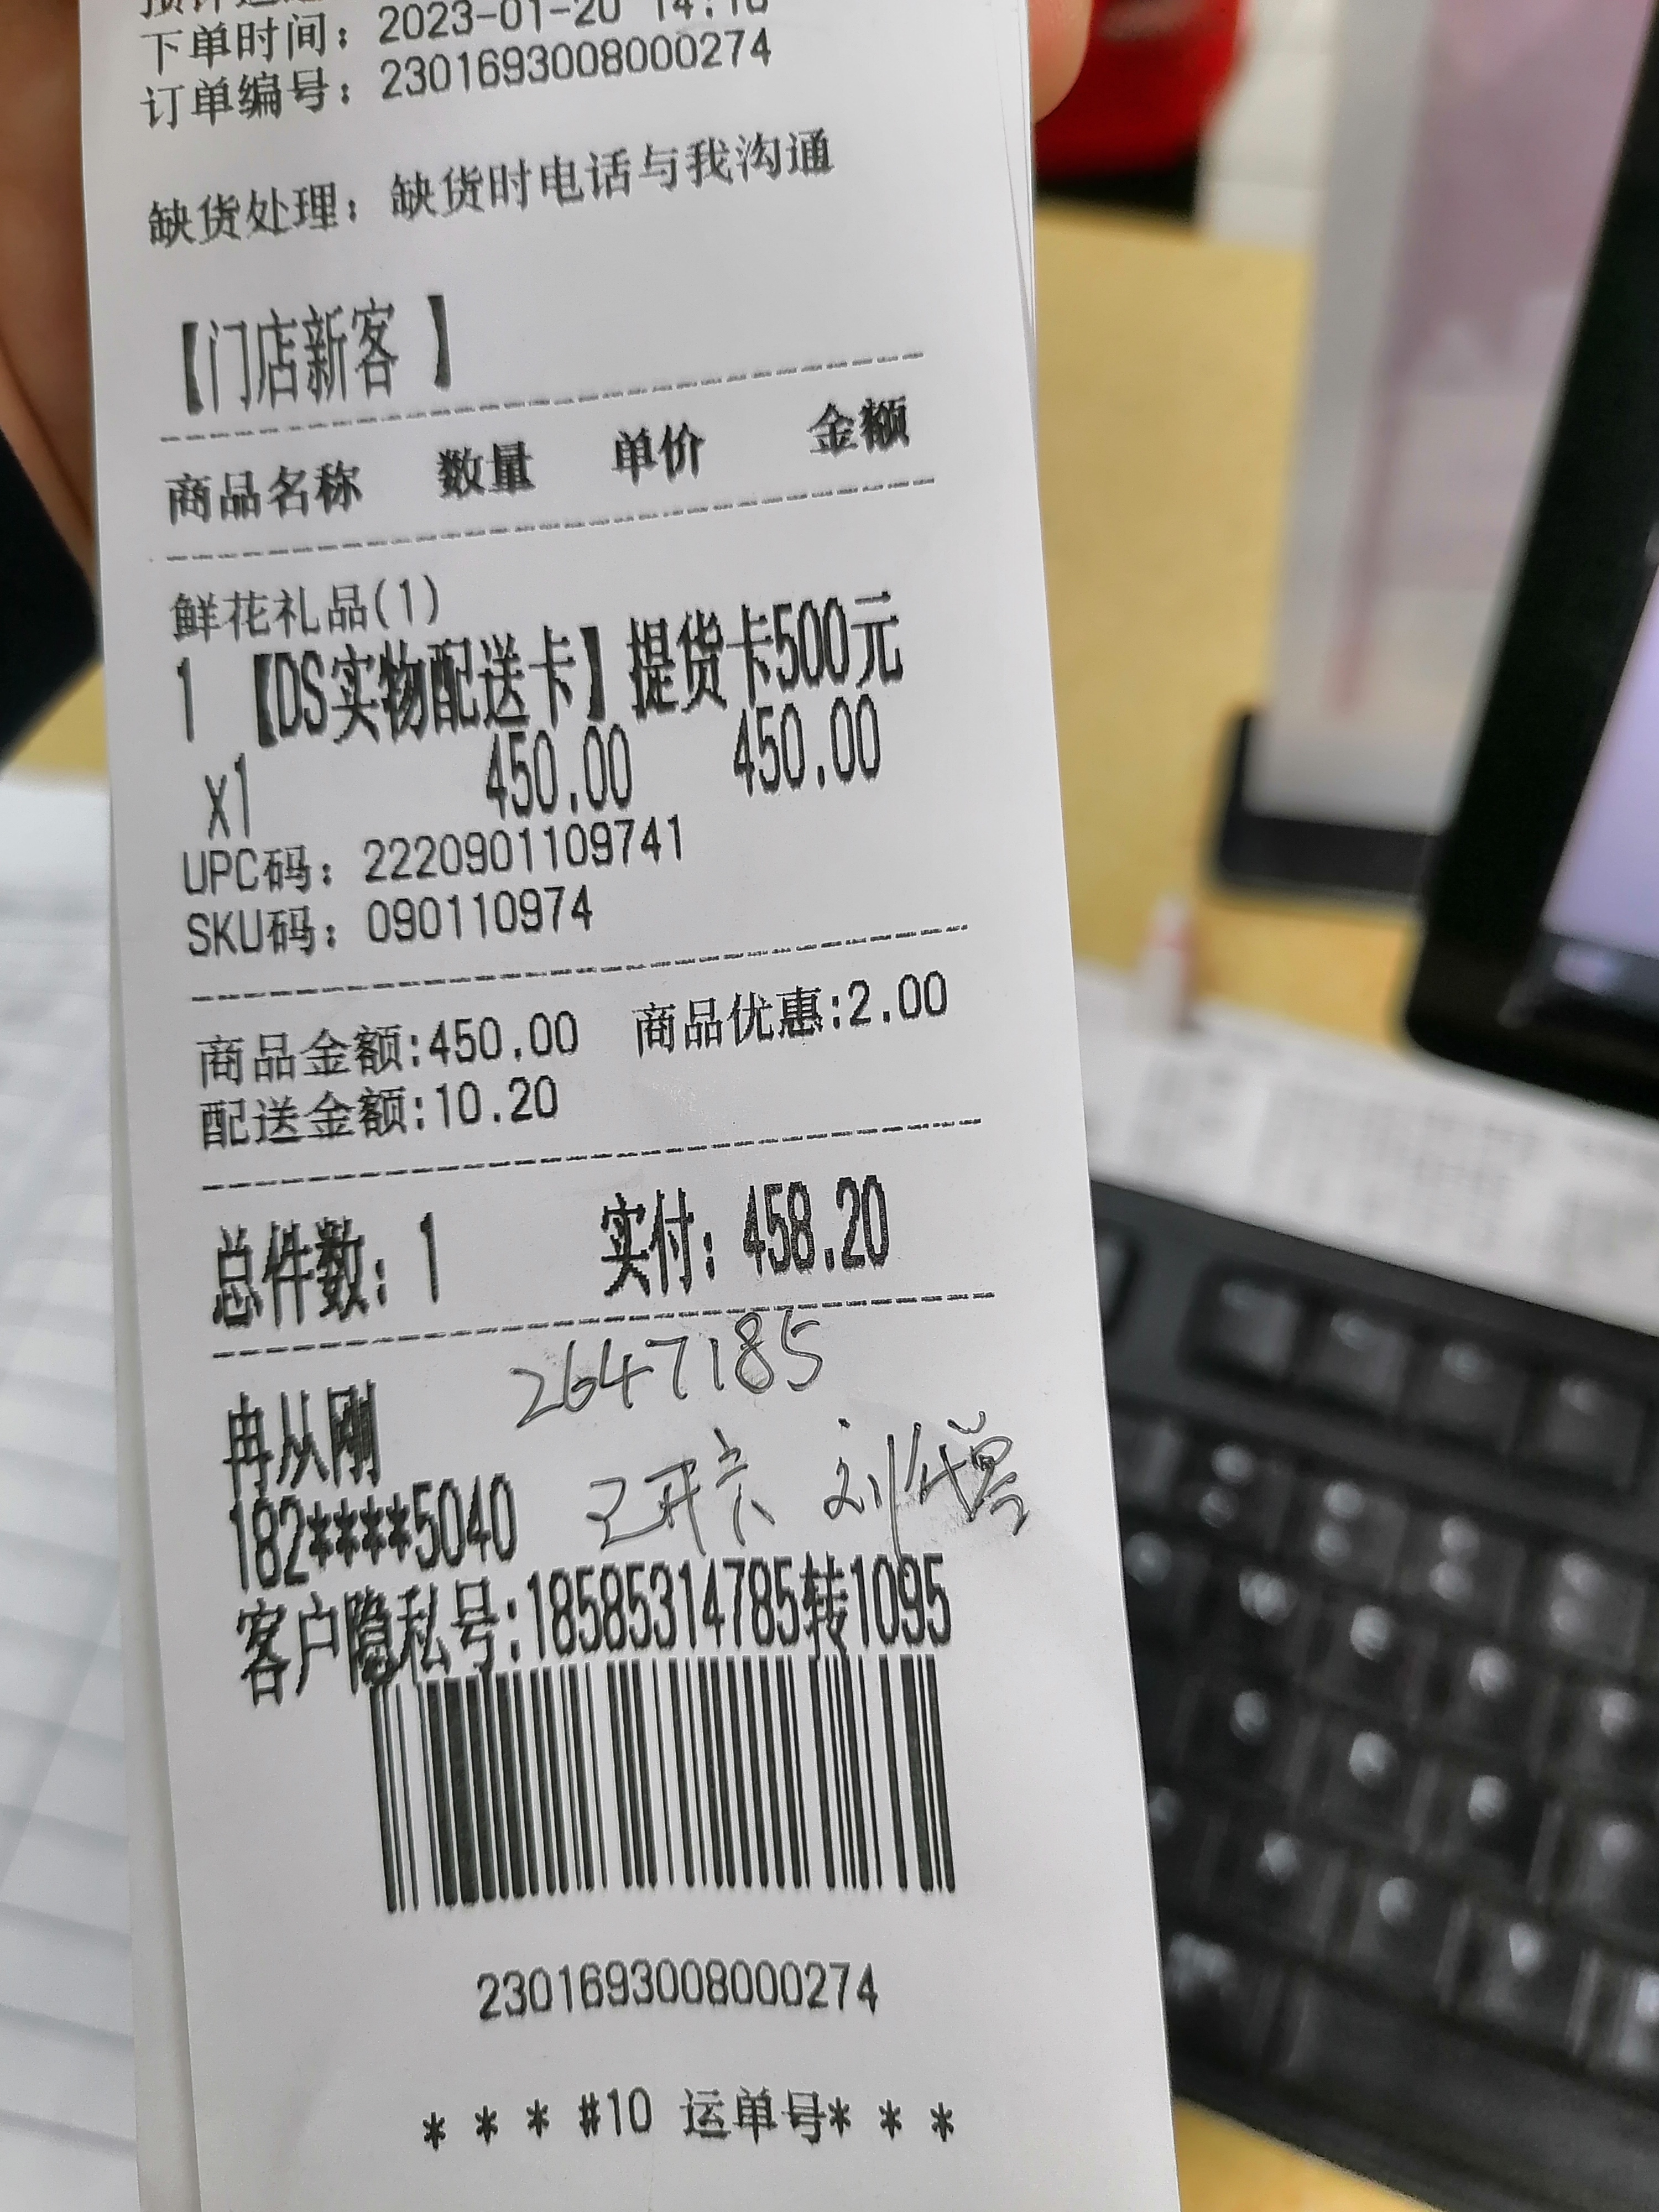 下单时间：2023-01-20 14:16
订单编号：2301693008000274
缺货处理：缺货时电话与我沟通
【门店新客 】
商品名称 数量 单价 金额
鲜花礼品(1)
1 【DS实物配送卡】提货卡500元
x1 450.00 450.00
UPC码：2220901109741
SKU码：090110974
商品金额:450.00 商品优惠:2.00
配送金额:10.20
总件数：1 实付：458.20
2647185
冉从刚
182****5040 已开卡
客户隐私号:18585314785转1095
2301693008000274
* * * #10 运单号* * *